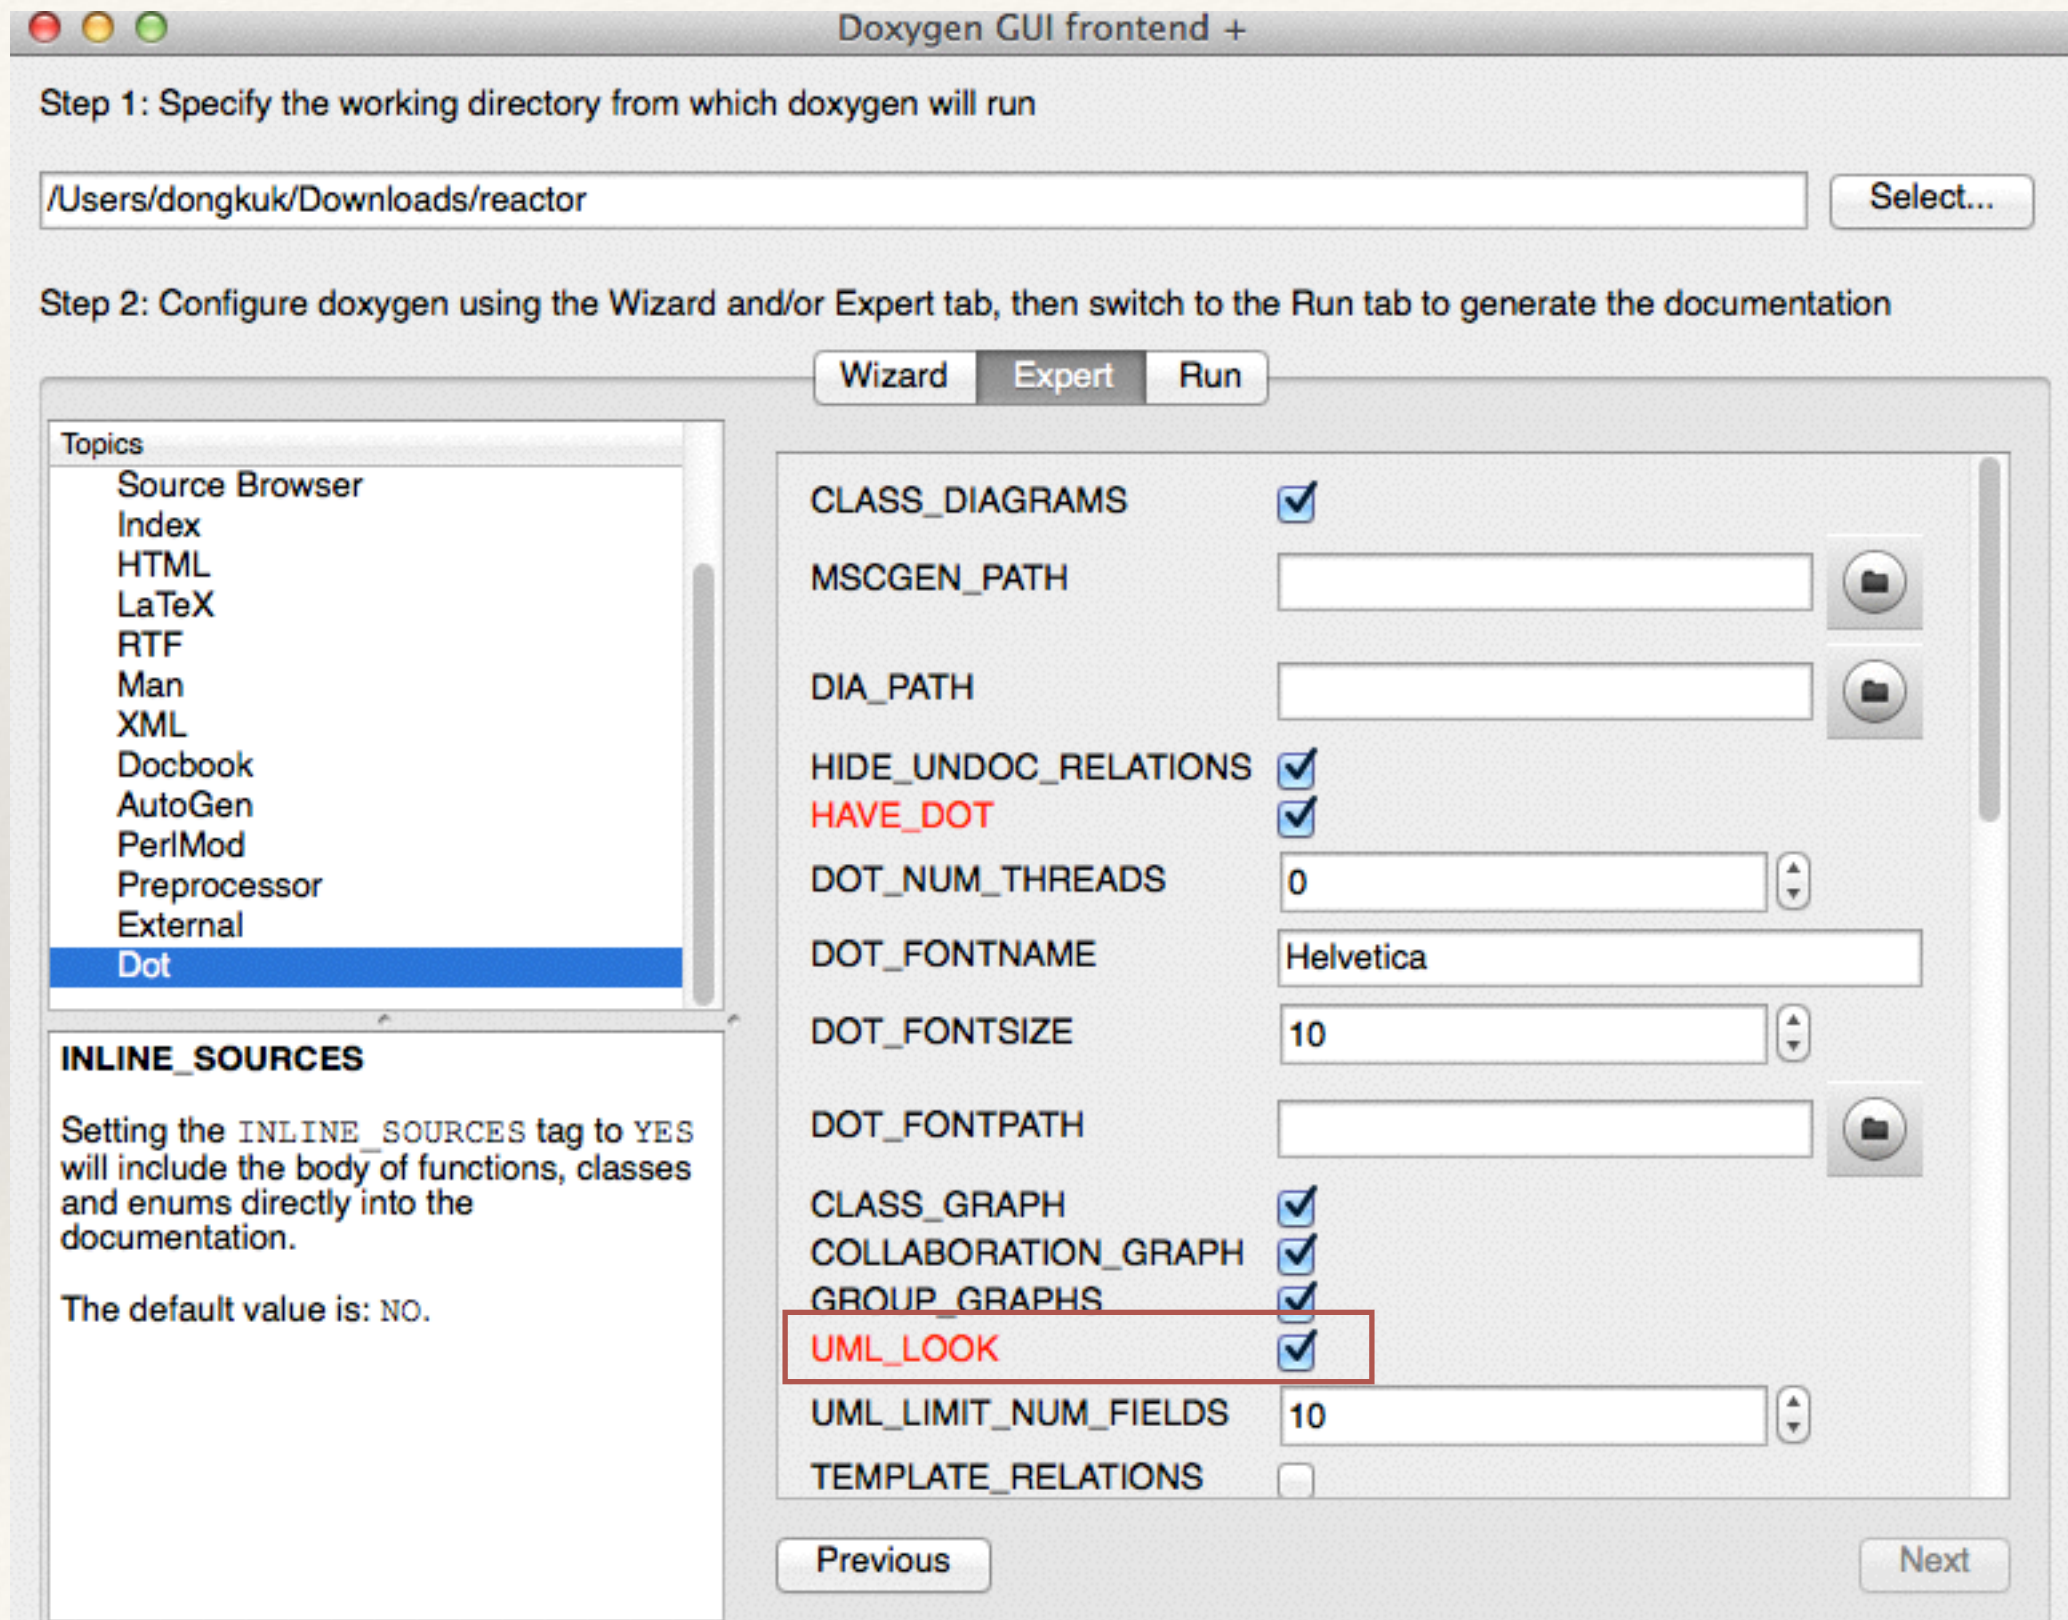 Doxygen GUI frontend +
Step 1: Specify the working directory from which doxygen will run
/Users/dongkuk/Downloads/reactor
Select...
Step 2: Configure doxygen using the Wizard and/or Expert tab, then switch to the Run tab to generate the documentation
Wizard
Expert
Run
Topics
Source Browser
Index
HTML
LaTeX
RTF
Man
XML
Docbook
AutoGen
PerlMod
Preprocessor
External
Dot
INLINE_SOURCES
Setting the INLINE_SOURCES tag to YES
will include the body of functions, classes
and enums directly into the
documentation.
The default value is: NO.
CLASS_DIAGRAMS
MSCGEN_PATH
DIA_PATH
HIDE_UNDOC_RELATIONS
HAVE_DOT
DOT_NUM_THREADS 0
DOT_FONTNAME Helvetica
DOT_FONTSIZE 10
DOT_FONTPATH
CLASS_GRAPH
COLLABORATION_GRAPH
GROUP_GRAPHS
UML_LOOK
UML_LIMIT_NUM_FIELDS 10
TEMPLATE_RELATIONS
Previous
Next